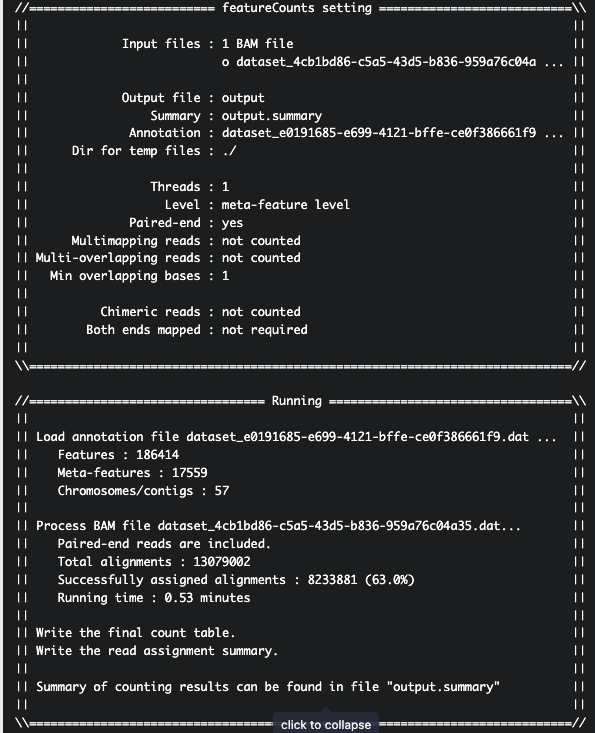 //========================== featureCounts setting ===========================\\
|| ||
|| Input files : 1 BAM file ||
|| o dataset_4cb1bd86-c5a5-43d5-b836-959a76c04a ... ||
|| ||
|| Output file : output ||
|| Summary : output.summary ||
|| Annotation : dataset_e0191685-e699-4121-bffe-ce0f386661f9 ... ||
|| Dir for temp files : ./ ||
|| ||
|| Threads : 1 ||
|| Level : meta-feature level ||
|| Paired-end : yes ||
|| Multimapping reads : not counted ||
|| Multi-overlapping reads : not counted ||
|| Min overlapping bases : 1 ||
|| ||
|| Chimeric reads : not counted ||
|| Both ends mapped : not required ||
|| ||
\\============================================================================//
//================================= Running ==================================\\
|| ||
|| Load annotation file dataset_e0191685-e699-4121-bffe-ce0f386661f9.dat ... ||
|| Features : 186414 ||
|| Meta-features : 17559 ||
|| Chromosomes/contigs : 57 ||
|| ||
|| Process BAM file dataset_4cb1bd86-c5a5-43d5-b836-959a76c04a35.dat... ||
|| Paired-end reads are included. ||
|| Total alignments : 13079002 ||
|| Successfully assigned alignments : 8233881 (63.0%) ||
|| Running time : 0.53 minutes ||
|| ||
|| Write the final count table. ||
|| Write the read assignment summary. ||
|| ||
|| Summary of counting results can be found in file "output.summary" ||
|| ||
\\============================================================================//
click to collapse